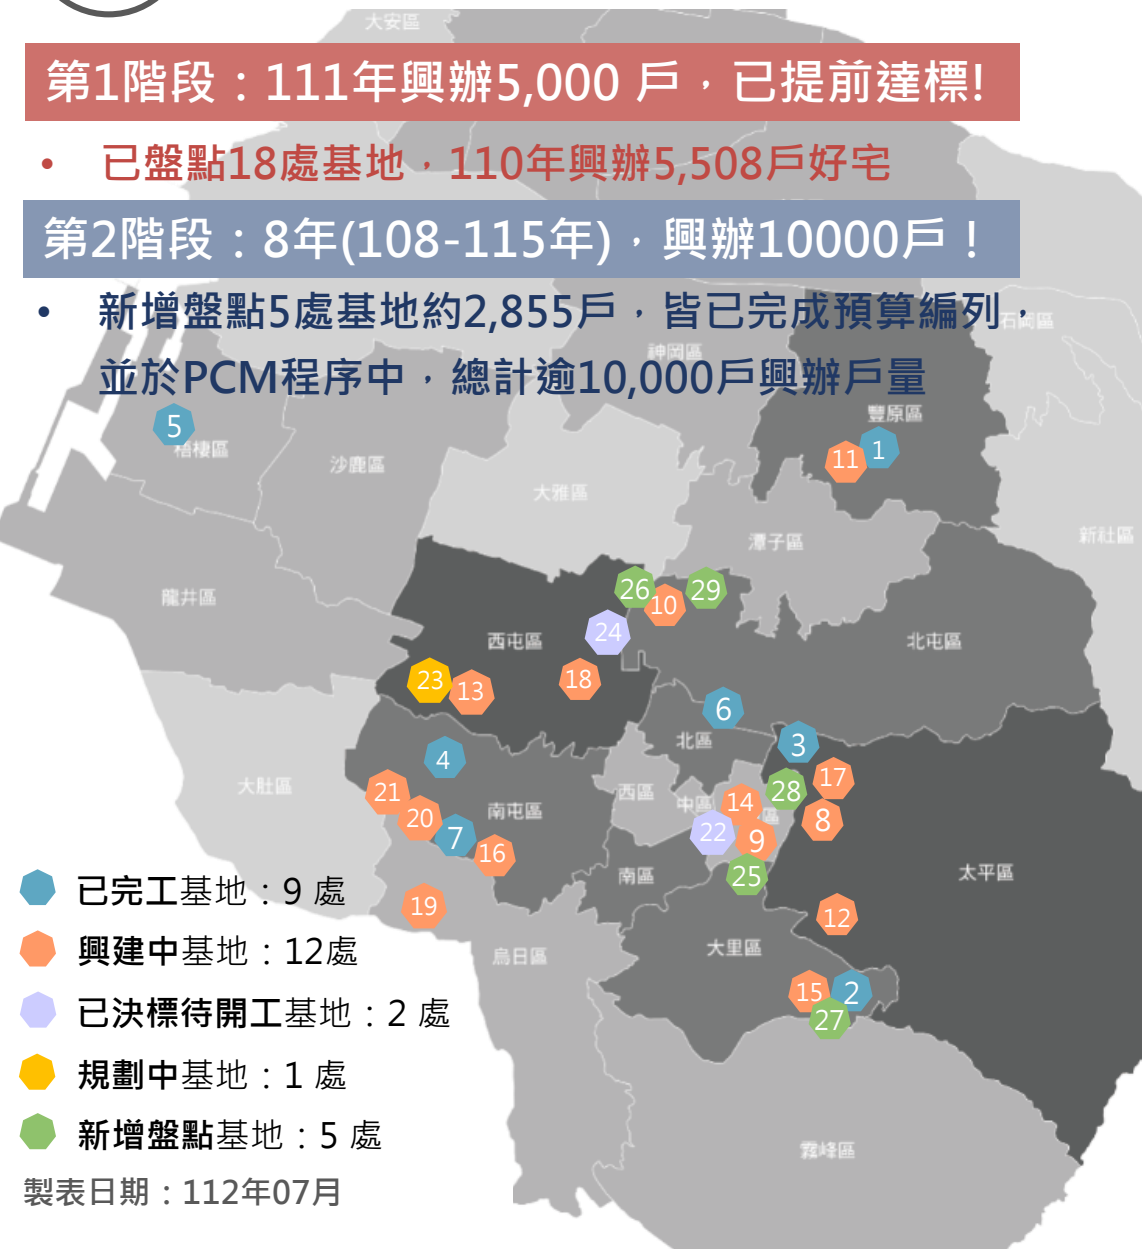 大安區
第1階段：111年興辦5,000 戶，已提前達標!
• 已盤點18處基地，110年興辦5,508戶好宅
第2階段：8年(108-115年)，興辦10000戶！
• 新增盤點5處基地約2,855戶，皆已完成預算編列，
石岡區
神岡區
並於PCM程序中，總計逾10,000戶興辦戶量
豐原區
5
梧棲區
11
1
沙鹿區
大雅區
新社區
潭子區
龍井區
26
10
29
24
西屯區
北屯區
23
13
18
6
北區
3
4
17
大肚區
21
西區
中區
14
28
區
20
南屯區
8
7
22
9
16
南區
25
太平區
已完工基地：9 處
19
12
大里區
興建中基地：12處
烏日區
15
2
已決標待開工基地：2 處
27
規劃中基地：1 處
新增盤點基地：5 處
霧峰區
製表日期：112年07月